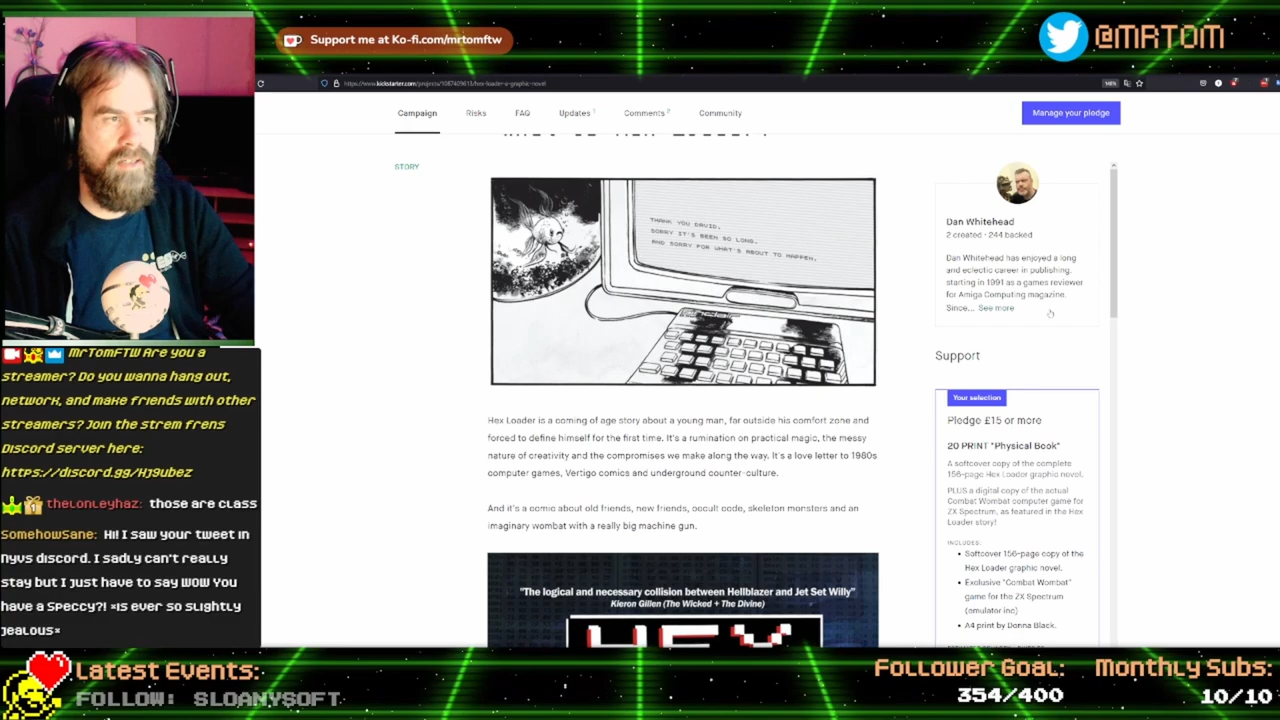 Support me at Ko-fi.com/mrtomftw
@MRTOM
https://www.kickstarter.com/projects/1087409613/hex-loader-a-graphic-novel
Campaign Risks FAQ Updates 1 Comments Community
Manage your pledge
STORY
THANK YOU DAVID.
SORRY IT'S BEEN SO LONG.
AND SORRY FOR WHAT'S ABOUT TO HAPPEN.
Hex Loader is a coming of age story about a young man, far outside his comfort zone and
forced to define himself for the first time. It's a rumination on practical magic, the messy
nature of creativity and the compromises we make along the way. It's a love letter to 1980s
computer games, Vertigo comics and underground counter-culture.
And it's a comic about old friends, new friends, occult code, skeleton monsters and an
imaginary wombat with a really big machine gun.
"The logical and necessary collision between Hellblazer and Jet Set Willy"
Kieron Gillen (The Wicked + The Divine)
HEX
Dan Whitehead
2 created · 244 backed
Dan Whitehead has enjoyed a long
and eclectic career in publishing,
starting in 1991 as a games reviewer
for Amiga Computing magazine.
Since... See more
Support
Your selection
Pledge £15 or more
20 PRINT "Physical Book"
A softcover copy of the complete
156-page Hex Loader graphic novel.
PLUS a digital copy of the actual
Combat Wombat computer game for
ZX Spectrum, as featured in the Hex
Loader story!
INCLUDES:
• Softcover 156-page copy of the
Hex Loader graphic novel.
• Exclusive "Combat Wombat"
game for the ZX Spectrum
(emulator inc)
• A4 print by Donna Black.
MrTomFTW Are you a
streamer? Do you wanna hang out,
network, and make friends with other
streamers? Join the strem frens
Discord server here:
https://discord.gg/Hj9ubez
thelonleyhaz: those are class
SomehowSane: Hi! I saw your tweet in
Nyvs discord. I sadly can't really
stay but I just have to say WOW You
have a Speccy?! *is ever so slightly
jealous*
Latest Events:
FOLLOW: SLOANYSOFT
Follower Goal:
354/400
Monthly Subs:
10/10